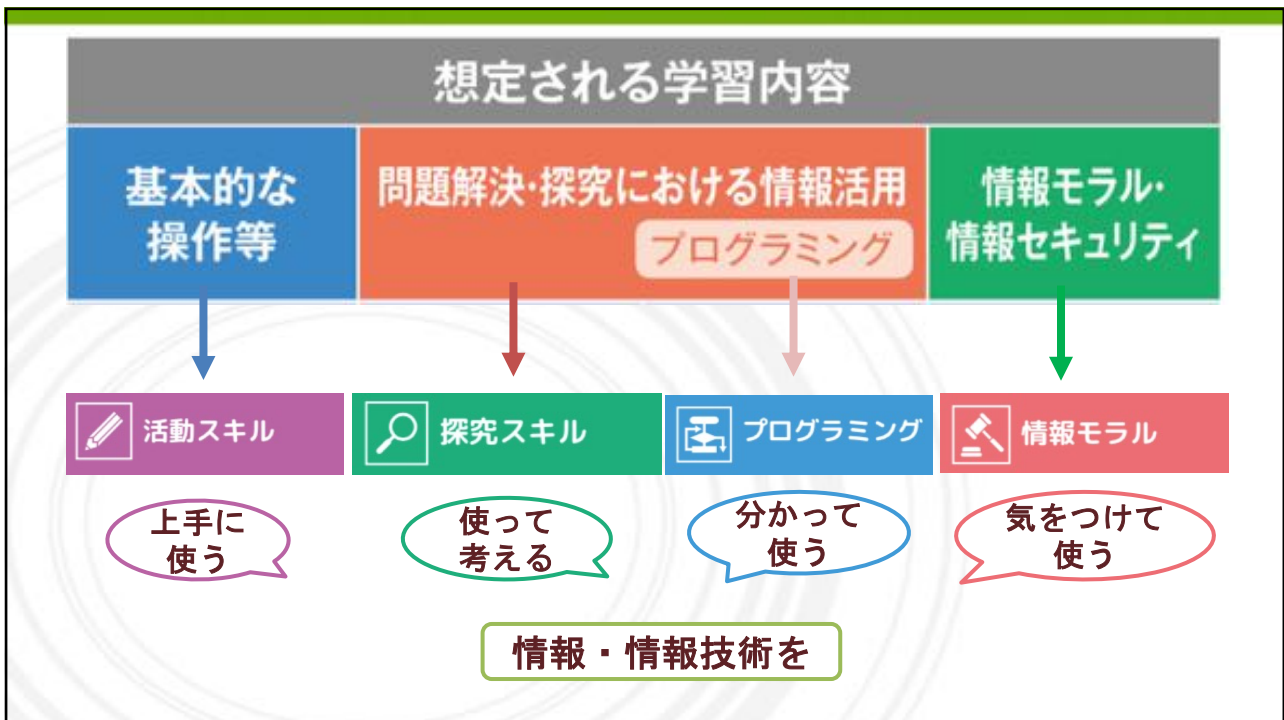 想定される学習内容
基本的な
操作等
問題解決・探究における情報活用
プログラミング
情報モラル・
情報セキュリティ
活動スキル
探究スキル
プログラミング
情報モラル
上手に
使う
使って
考える
分かって
使う
気をつけて
使う
情報・情報技術を